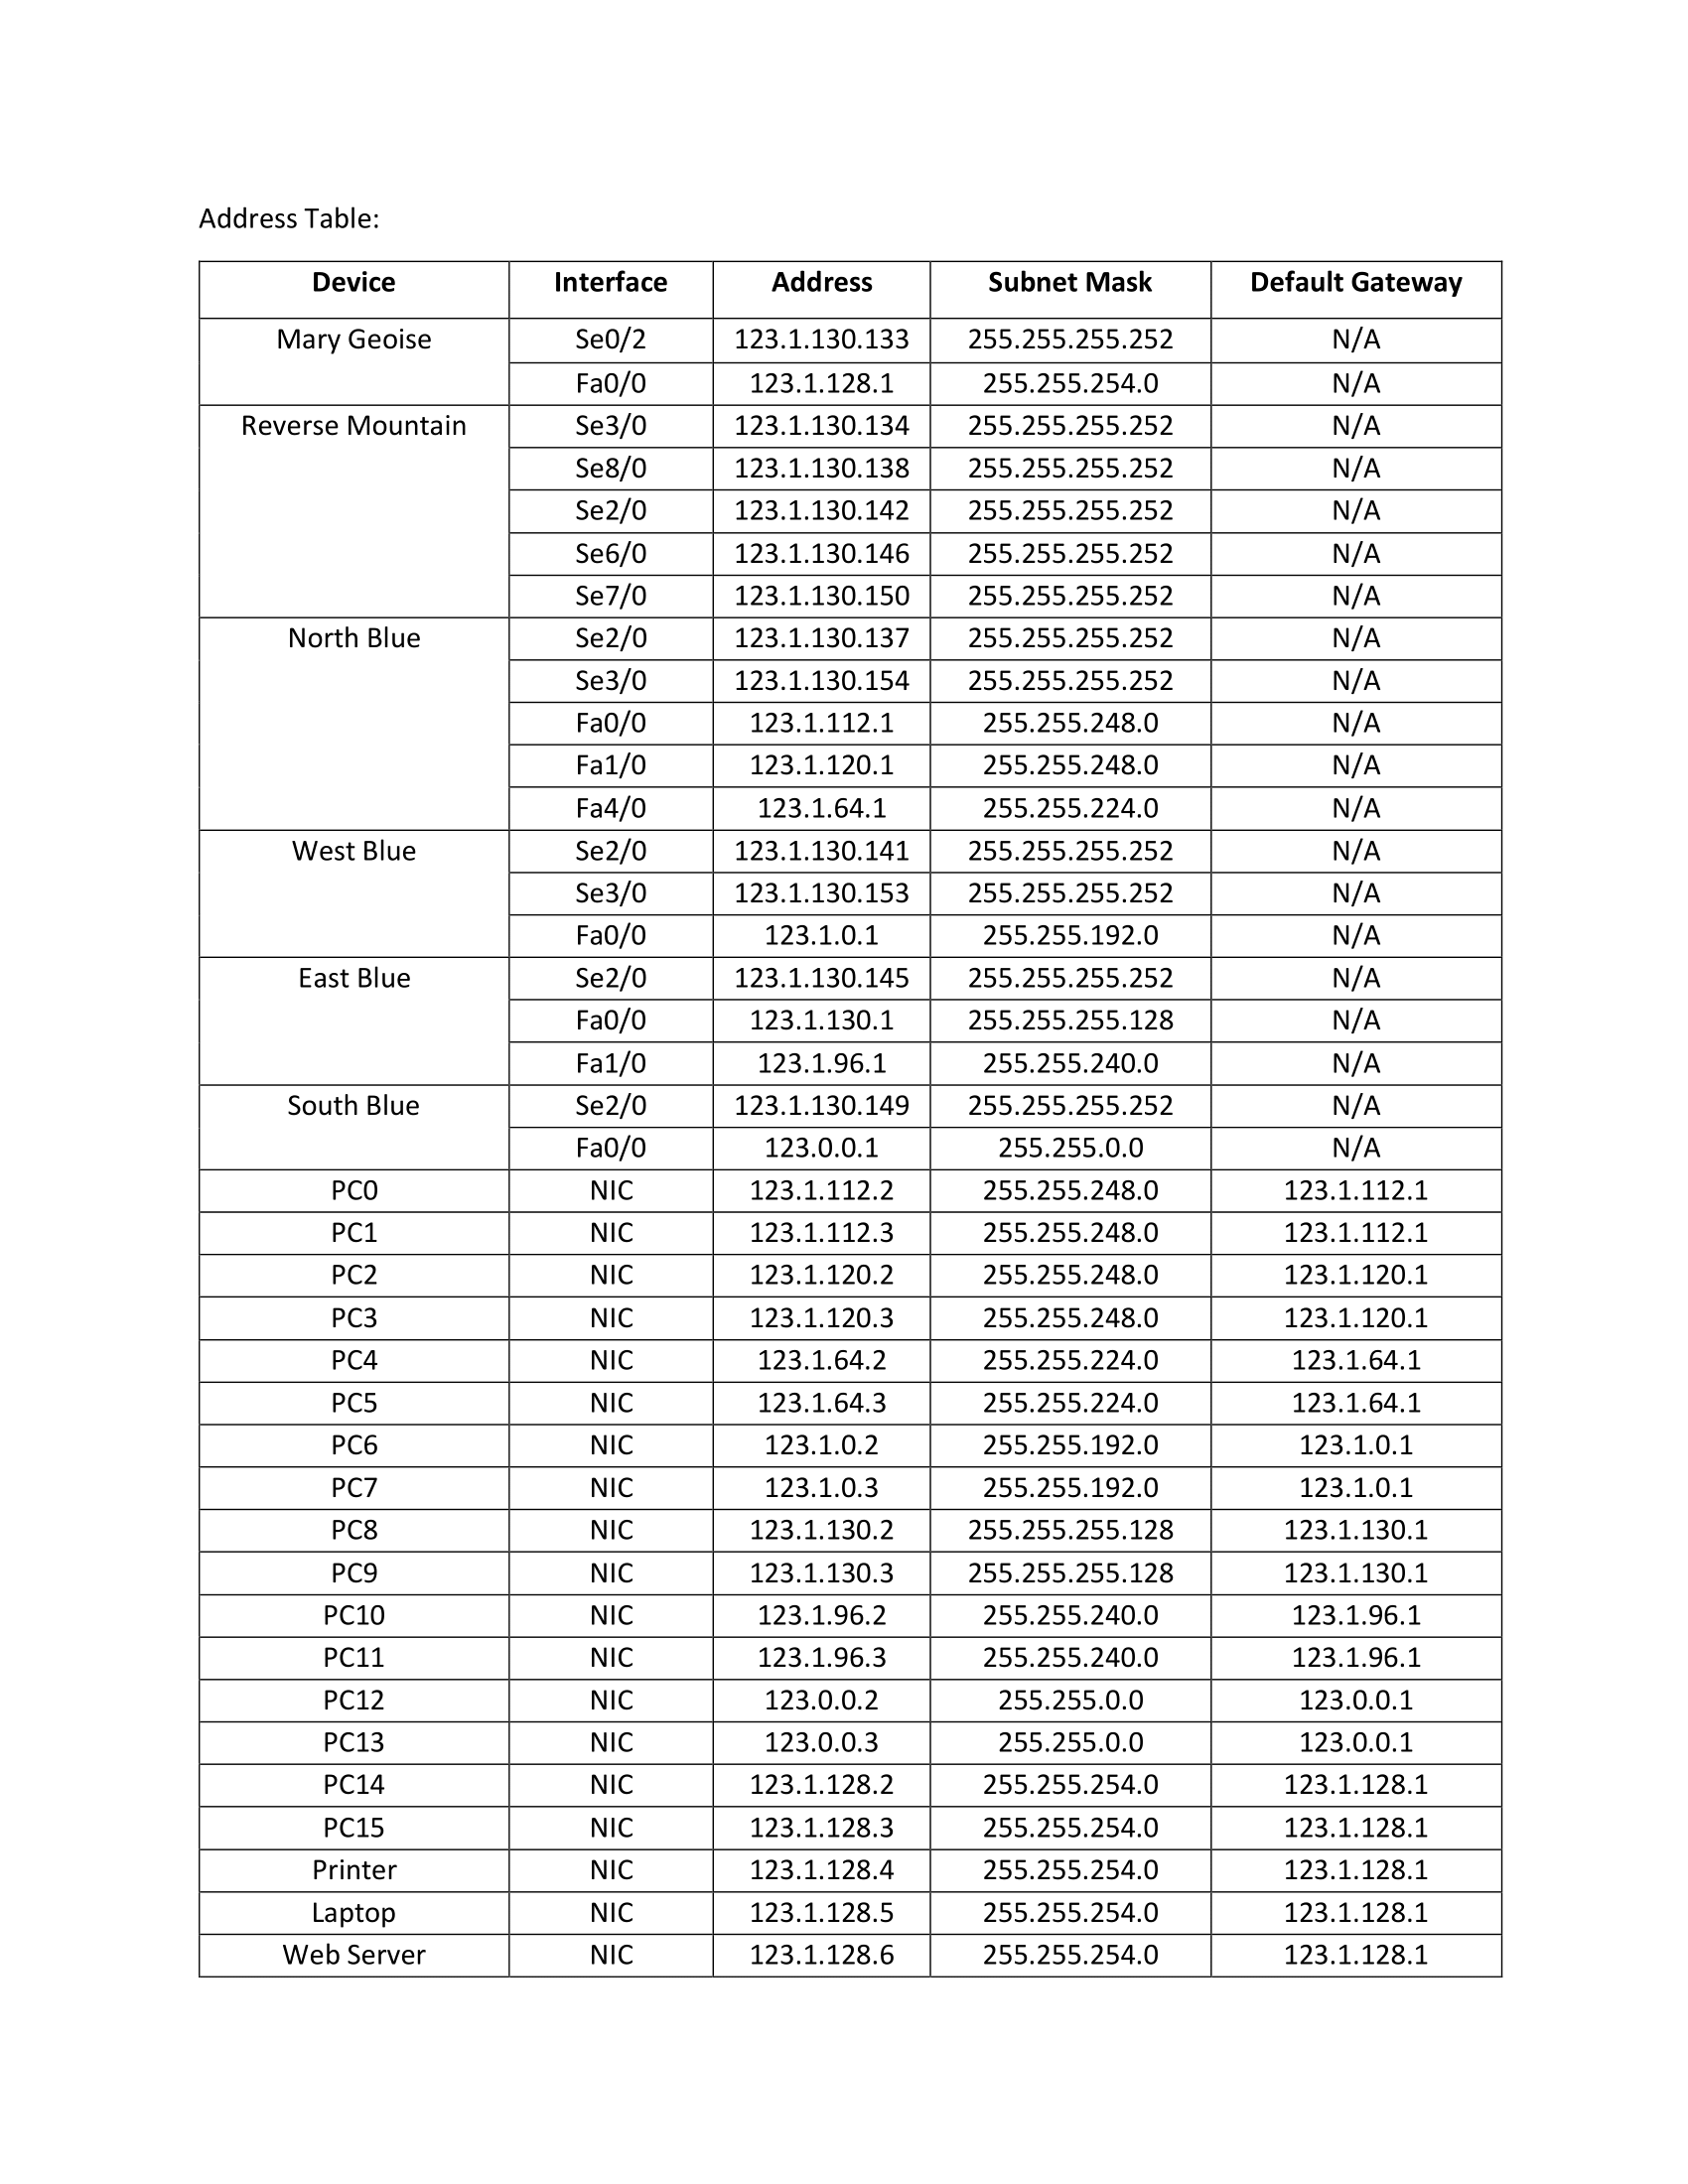 Address Table:
Device Interface Address Subnet Mask Default Gateway
Mary Geoise Se0/2 123.1.130.133 255.255.255.252 N/A
Fa0/0 123.1.128.1 255.255.254.0 N/A
Reverse Mountain Se3/0 123.1.130.134 255.255.255.252 N/A
Se8/0 123.1.130.138 255.255.255.252 N/A
Se2/0 123.1.130.142 255.255.255.252 N/A
Se6/0 123.1.130.146 255.255.255.252 N/A
Se7/0 123.1.130.150 255.255.255.252 N/A
North Blue Se2/0 123.1.130.137 255.255.255.252 N/A
Se3/0 123.1.130.154 255.255.255.252 N/A
Fa0/0 123.1.112.1 255.255.248.0 N/A
Fa1/0 123.1.120.1 255.255.248.0 N/A
Fa4/0 123.1.64.1 255.255.224.0 N/A
West Blue Se2/0 123.1.130.141 255.255.255.252 N/A
Se3/0 123.1.130.153 255.255.255.252 N/A
Fa0/0 123.1.0.1 255.255.192.0 N/A
East Blue Se2/0 123.1.130.145 255.255.255.252 N/A
Fa0/0 123.1.130.1 255.255.255.128 N/A
Fa1/0 123.1.96.1 255.255.240.0 N/A
South Blue Se2/0 123.1.130.149 255.255.255.252 N/A
Fa0/0 123.0.0.1 255.255.0.0 N/A
PC0 NIC 123.1.112.2 255.255.248.0 123.1.112.1
PC1 NIC 123.1.112.3 255.255.248.0 123.1.112.1
PC2 NIC 123.1.120.2 255.255.248.0 123.1.120.1
PC3 NIC 123.1.120.3 255.255.248.0 123.1.120.1
PC4 NIC 123.1.64.2 255.255.224.0 123.1.64.1
PC5 NIC 123.1.64.3 255.255.224.0 123.1.64.1
PC6 NIC 123.1.0.2 255.255.192.0 123.1.0.1
PC7 NIC 123.1.0.3 255.255.192.0 123.1.0.1
PC8 NIC 123.1.130.2 255.255.255.128 123.1.130.1
PC9 NIC 123.1.130.3 255.255.255.128 123.1.130.1
PC10 NIC 123.1.96.2 255.255.240.0 123.1.96.1
PC11 NIC 123.1.96.3 255.255.240.0 123.1.96.1
PC12 NIC 123.0.0.2 255.255.0.0 123.0.0.1
PC13 NIC 123.0.0.3 255.255.0.0 123.0.0.1
PC14 NIC 123.1.128.2 255.255.254.0 123.1.128.1
PC15 NIC 123.1.128.3 255.255.254.0 123.1.128.1
Printer NIC 123.1.128.4 255.255.254.0 123.1.128.1
Laptop NIC 123.1.128.5 255.255.254.0 123.1.128.1
Web Server NIC 123.1.128.6 255.255.254.0 123.1.128.1